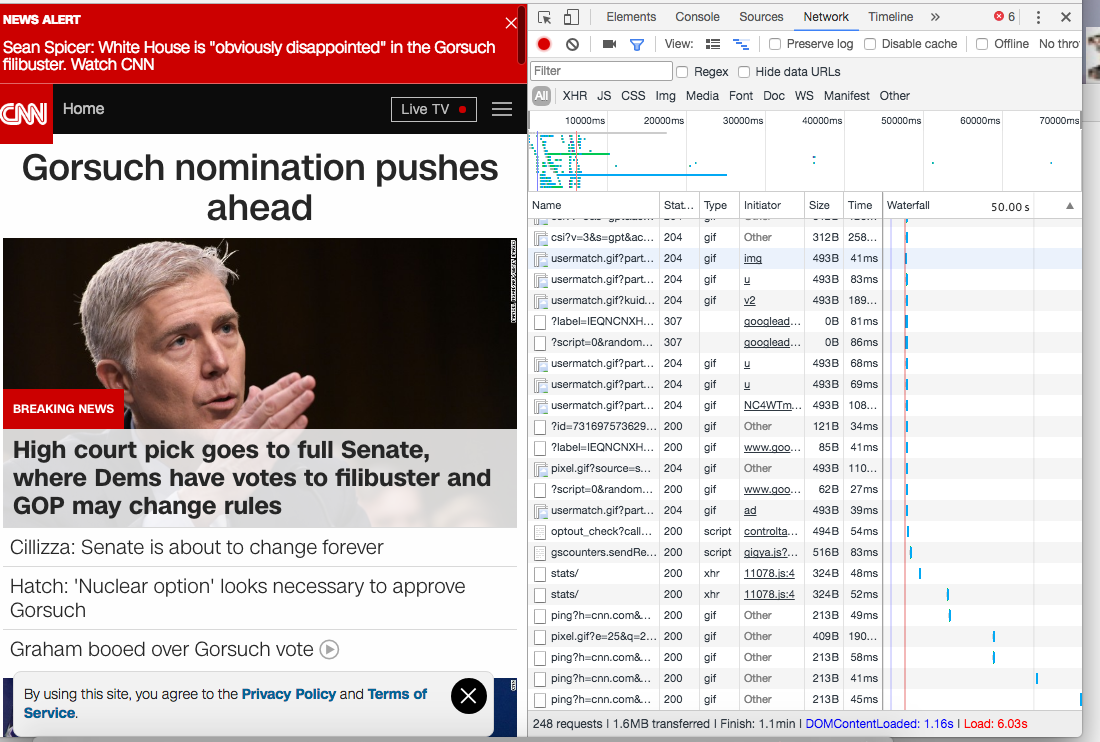 NEWS ALERT
Sean Spicer: White House is "obviously disappointed" in the Gorsuch
filibuster. Watch CNN
CNN
Home
Live TV
Gorsuch nomination pushes
ahead
BREAKING NEWS
High court pick goes to full Senate,
where Dems have votes to filibuster and
GOP may change rules
Cillizza: Senate is about to change forever
Hatch: 'Nuclear option' looks necessary to approve
Gorsuch
Graham booed over Gorsuch vote
By using this site, you agree to the Privacy Policy and Terms of
Service.
Elements Console Sources Network Timeline » 6
View: Preserve log Disable cache Offline No thro
Filter Regex Hide data URLs
All XHR JS CSS Img Media Font Doc WS Manifest Other
10000ms 20000ms 30000ms 40000ms 50000ms 60000ms 70000ms
Name Stat... Type Initiator Size Time Waterfall 50.00 s
csi?v=3&s=gpt&ac... 204 gif Other 312B 258...
usermatch.gif?part... 204 gif img 493B 41ms
usermatch.gif?part... 204 gif u 493B 83ms
usermatch.gif?kuid... 204 gif v2 493B 189...
?label=IEQNCNXH... 307 googlead... 0B 81ms
?script=0&random... 307 googlead... 0B 86ms
usermatch.gif?part... 204 gif u 493B 68ms
usermatch.gif?part... 204 gif u 493B 69ms
usermatch.gif?part... 204 gif NC4WTm... 493B 108...
?id=731697573629... 200 gif Other 121B 34ms
?label=IEQNCNXH... 200 gif www.goo... 85B 41ms
pixel.gif?source=s... 204 gif Other 493B 110...
?script=0&random... 200 gif www.goo... 62B 27ms
usermatch.gif?part... 204 gif ad 493B 39ms
optout_check?call... 200 script controlta... 494B 54ms
gscounters.sendRe... 200 script gigya.js?... 516B 83ms
stats/ 200 xhr 11078.js:4 324B 48ms
stats/ 200 xhr 11078.js:4 324B 52ms
ping?h=cnn.com&... 200 gif Other 213B 49ms
pixel.gif?e=25&q=2... 200 gif Other 409B 190...
ping?h=cnn.com&... 200 gif Other 213B 58ms
ping?h=cnn.com&... 200 gif Other 213B 41ms
ping?h=cnn.com&... 200 gif Other 213B 45ms
248 requests | 1.6MB transferred | Finish: 1.1min | DOMContentLoaded: 1.16s | Load: 6.03s